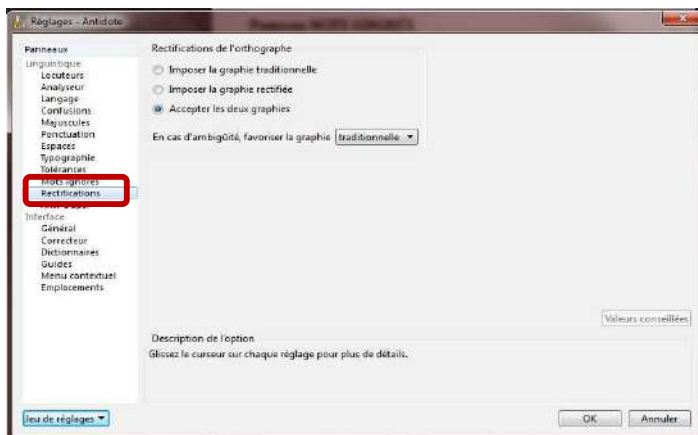 Réglages - Antidote
Panneaux
Linguistique
Locuteurs
Analyseur
Langage
Confusions
Majuscules
Ponctuation
Espaces
Typographie
Tolérances
Mots ignorés
Rectifications
Interface
Général
Correcteur
Dictionnaires
Guides
Menu contextuel
Emplacements
Rectifications de l'orthographe
Imposer la graphie traditionnelle
Imposer la graphie rectifiée
Accepter les deux graphies
En cas d'ambigüité, favoriser la graphie traditionnelle
Valeurs conseillées
Description de l'option
Glissez le curseur sur chaque réglage pour plus de détails.
Jeu de réglages
OK
Annuler